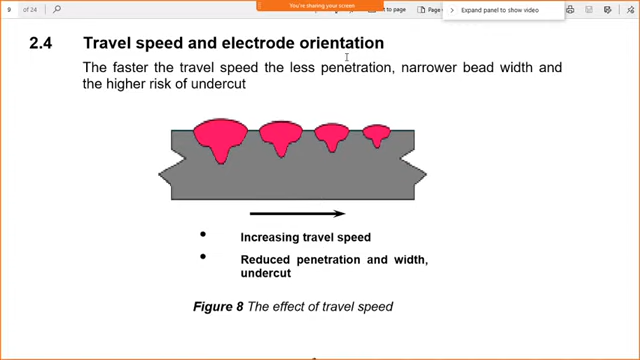 9
of 24
You're sharing your screen
to page
Page
Expand panel to show video
2.4 Travel speed and electrode orientation
The faster the travel speed the less penetration, narrower bead width and
the higher risk of undercut
• Increasing travel speed
• Reduced penetration and width,
undercut
Figure 8 The effect of travel speed